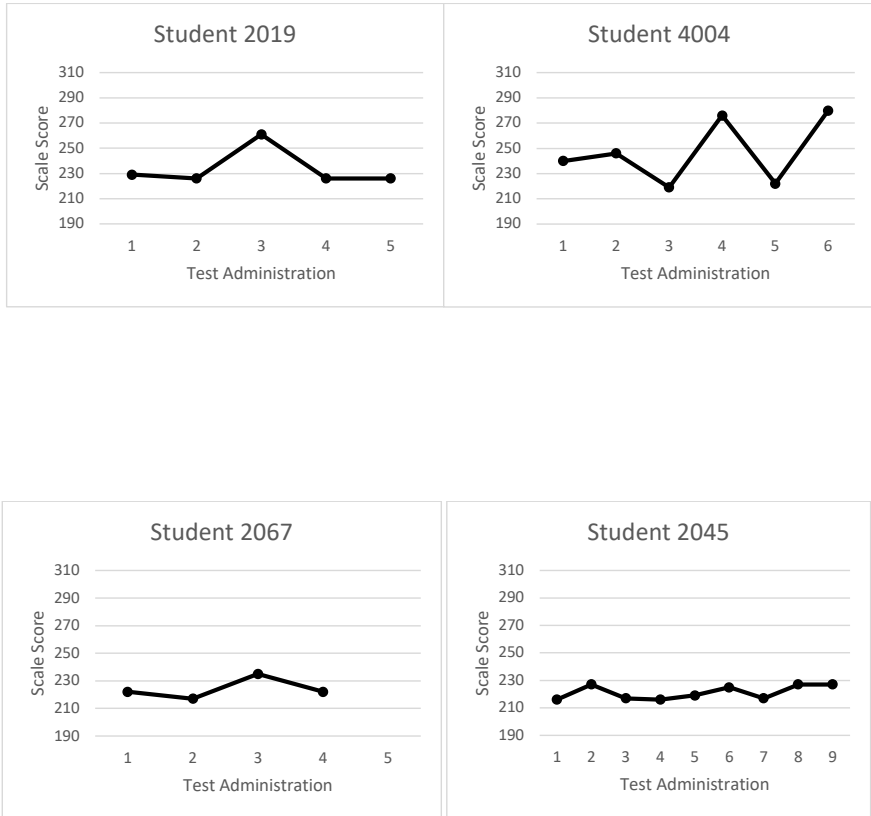 Student 2019
310
290
270
250
230
210
190
Scale Score
1 2 3 4 5
Test Administration
Student 4004
310
290
270
250
230
210
190
Scale Score
1 2 3 4 5 6
Test Administration
Student 2067
310
290
270
250
230
210
190
Scale Score
1 2 3 4 5
Test Administration
Student 2045
310
290
270
250
230
210
190
Scale Score
1 2 3 4 5 6 7 8 9
Test Administration